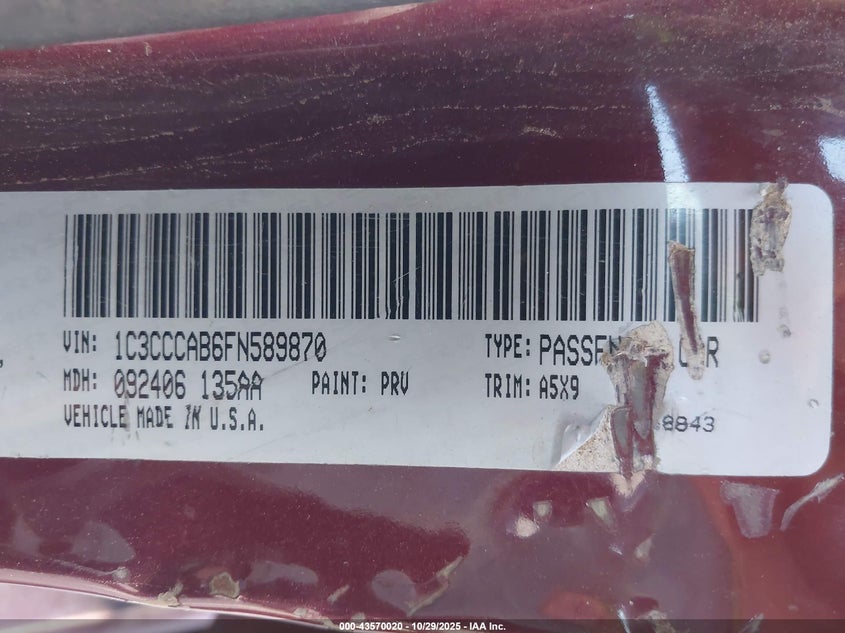 VIN: 1C3CCCAB6FN589870 TYPE: CAR
MDH: 092406 135AA PAINT: PRV TRIM: A5X9
VEHICLE MADE IN U.S.A. 8843
000-43570020 - 10/29/2025 - IAA Inc.